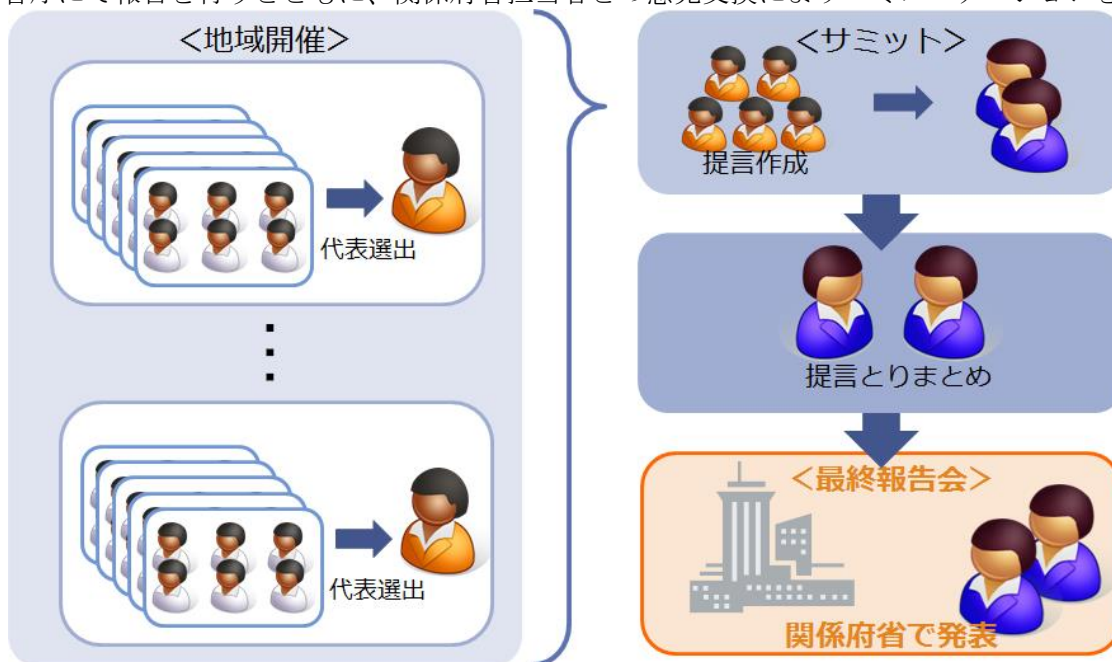 <地域開催>
代表選出
代表選出
<サミット>
提言作成
提言とりまとめ
<最終報告会>
関係府省で発表